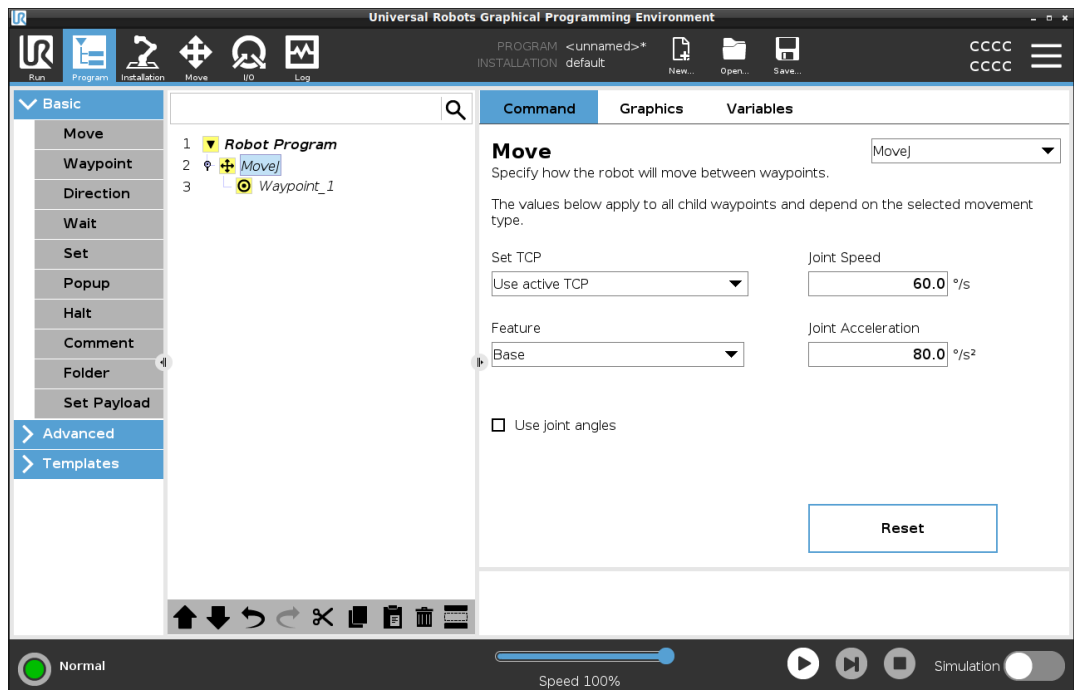 Universal Robots Graphical Programming Environment
UR
Run
Program
Installation
Move
I/O
Log
PROGRAM <unnamed>*
INSTALLATION default
New...
Open...
Save...
CCCC
CCCC
Basic
Move
Waypoint
Direction
Wait
Set
Popup
Halt
Comment
Folder
Set Payload
Advanced
Templates
1 Robot Program
2 MoveJ
3 Waypoint_1
Command Graphics Variables
Move
MoveJ
Specify how the robot will move between waypoints.
The values below apply to all child waypoints and depend on the selected movement
type.
Set TCP
Use active TCP
Joint Speed
60.0 °/s
Feature
Base
Joint Acceleration
80.0 °/s²
Use joint angles
Reset
Normal
Speed 100%
Simulation